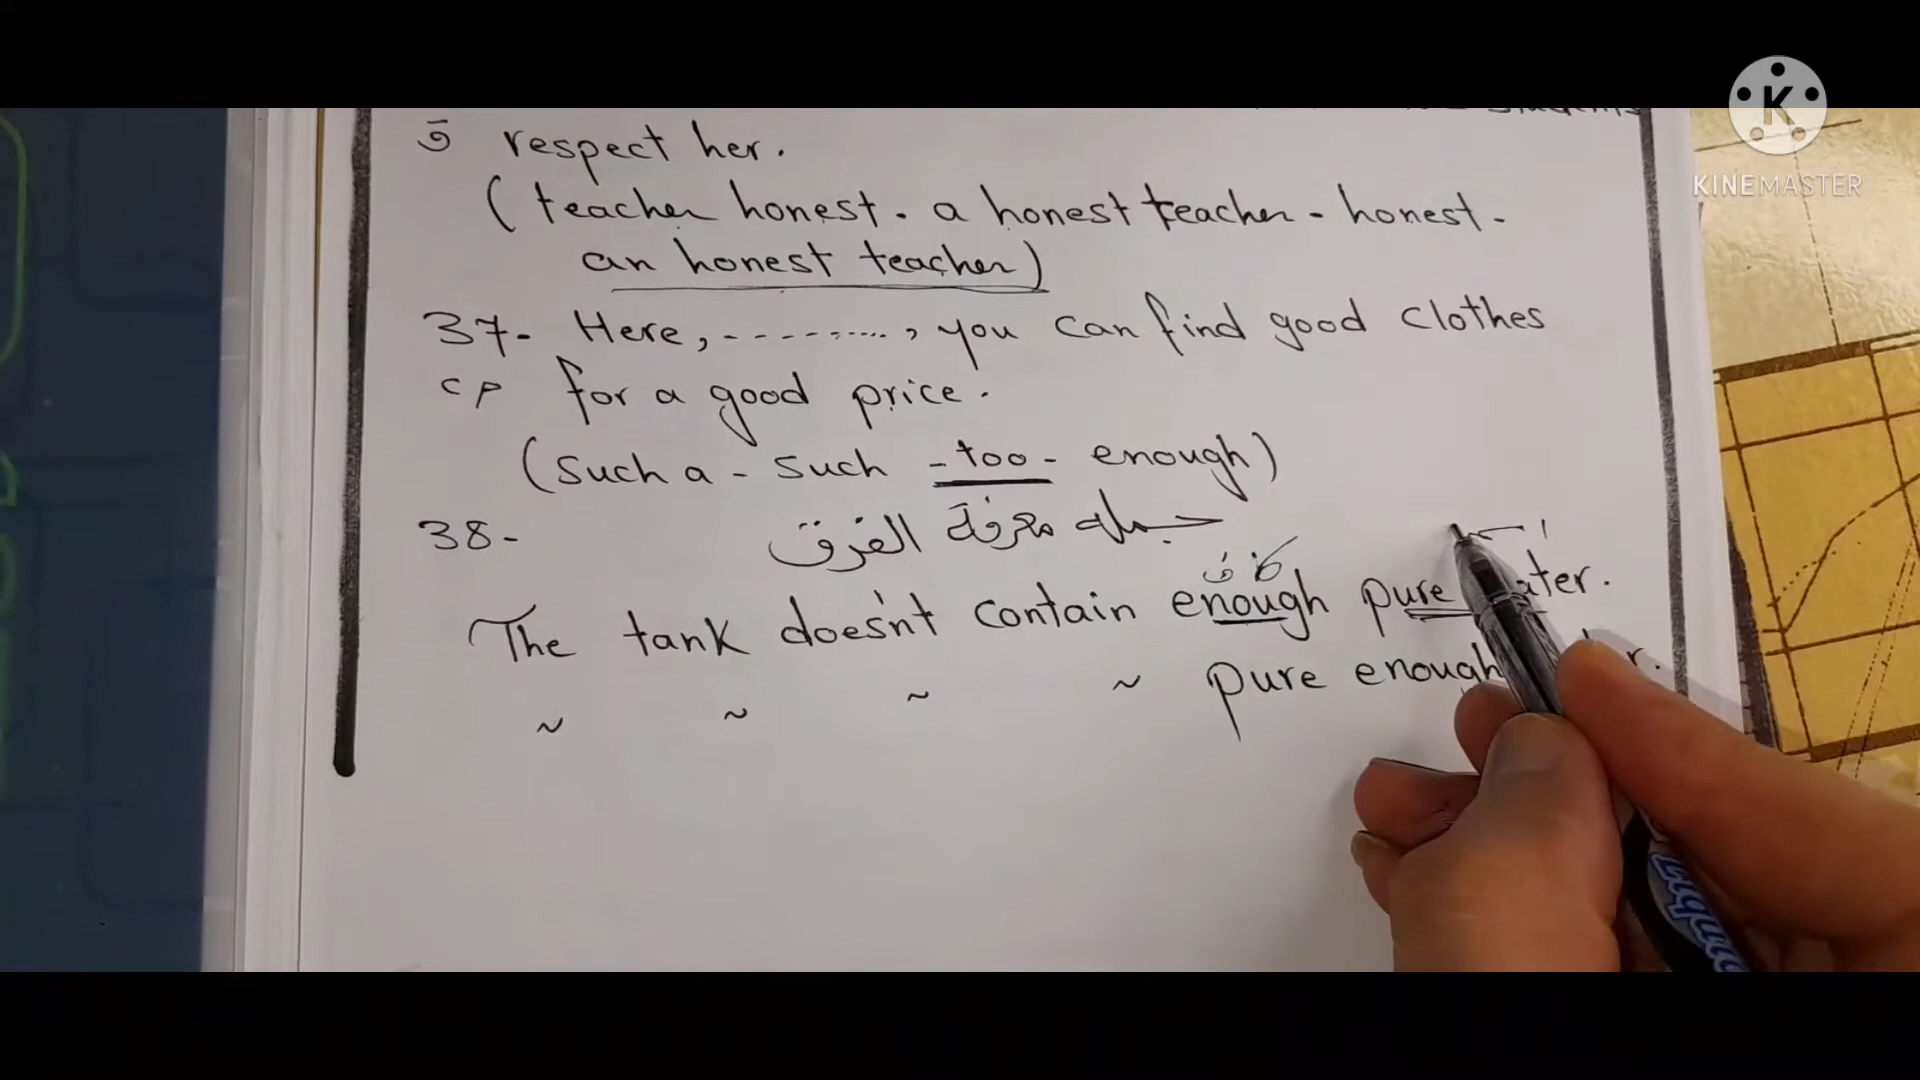 KINEMASTER
respect her.
(teacher honest. a honest teacher - honest -
an honest teacher)
37- Here, ---------, you can find good clothes
for a good price.
(such a - such - too - enough)
38- جملة معرفة الفرق
كاف
The tank doesn't contain enough pure water.
~ ~ ~ ~ pure enough